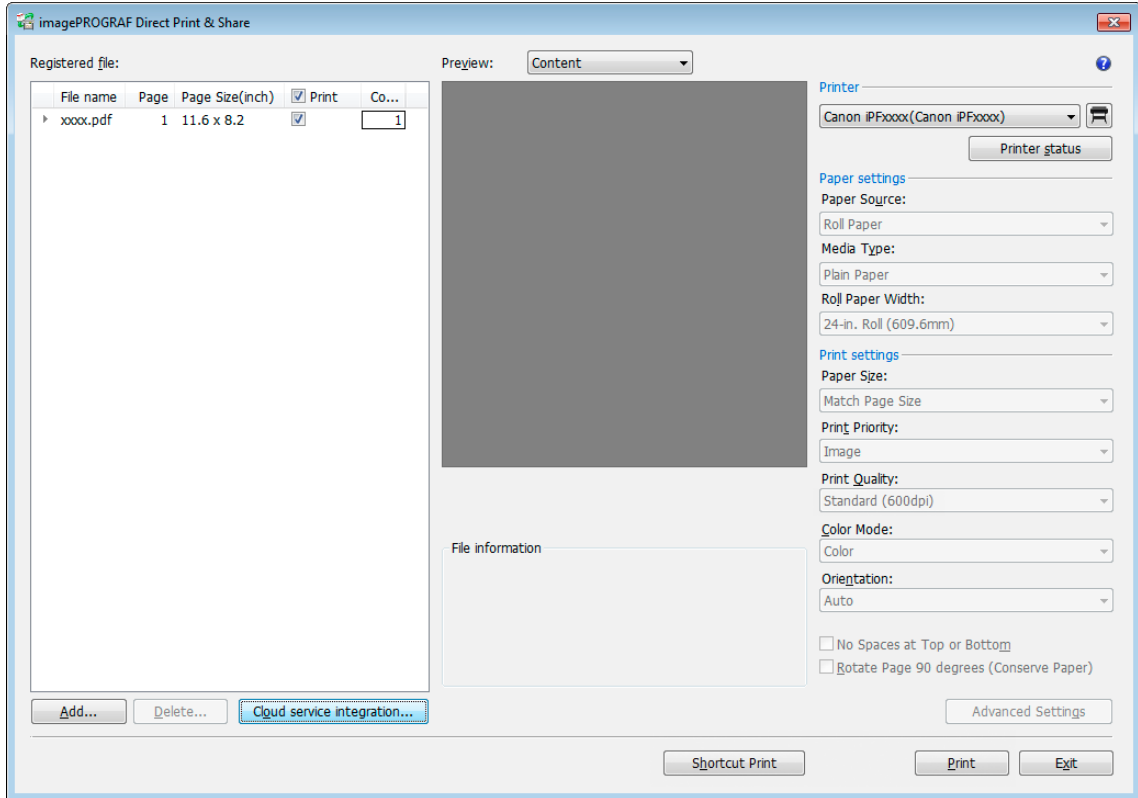 imagePROGRAF Direct Print & Share
Registered file:
File name Page Page Size(inch) Print Co...
xxxx.pdf 1 11.6 x 8.2 1
Add... Delete... Cloud service integration...
Preview: Content
File information
Printer
Canon iPFxxxx(Canon iPFxxxx)
Printer status
Paper settings
Paper Source:
Roll Paper
Media Type:
Plain Paper
Roll Paper Width:
24-in. Roll (609.6mm)
Print settings
Paper Size:
Match Page Size
Print Priority:
Image
Print Quality:
Standard (600dpi)
Color Mode:
Color
Orientation:
Auto
No Spaces at Top or Bottom
Rotate Page 90 degrees (Conserve Paper)
Advanced Settings
Shortcut Print Print Exit